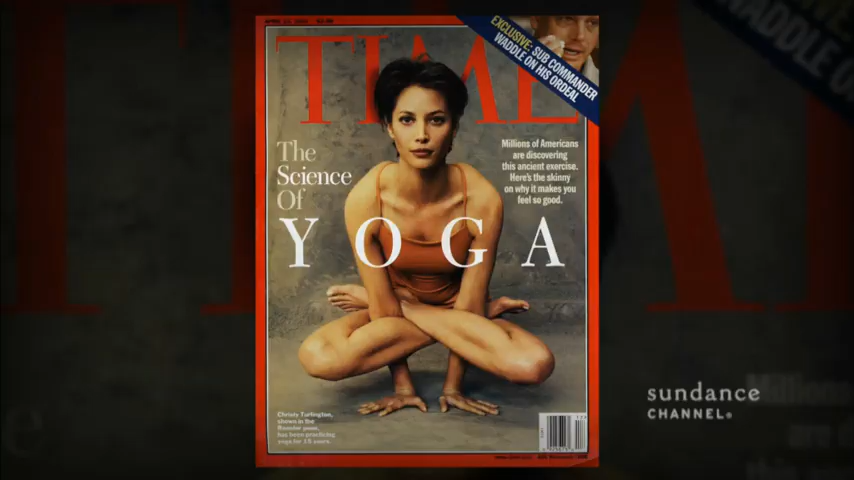 TIME
EXCLUSIVE: SUB COMMANDER
WADDLE ON HIS ORDEAL
The
Science
Of
YOGA
Millions of Americans
are discovering
this ancient exercise.
Here's the skinny
on why it makes you
feel so good.
Christy Turlington,
shown in the
Rooster pose,
has been practicing
yoga for 15 years
sundance
CHANNEL®